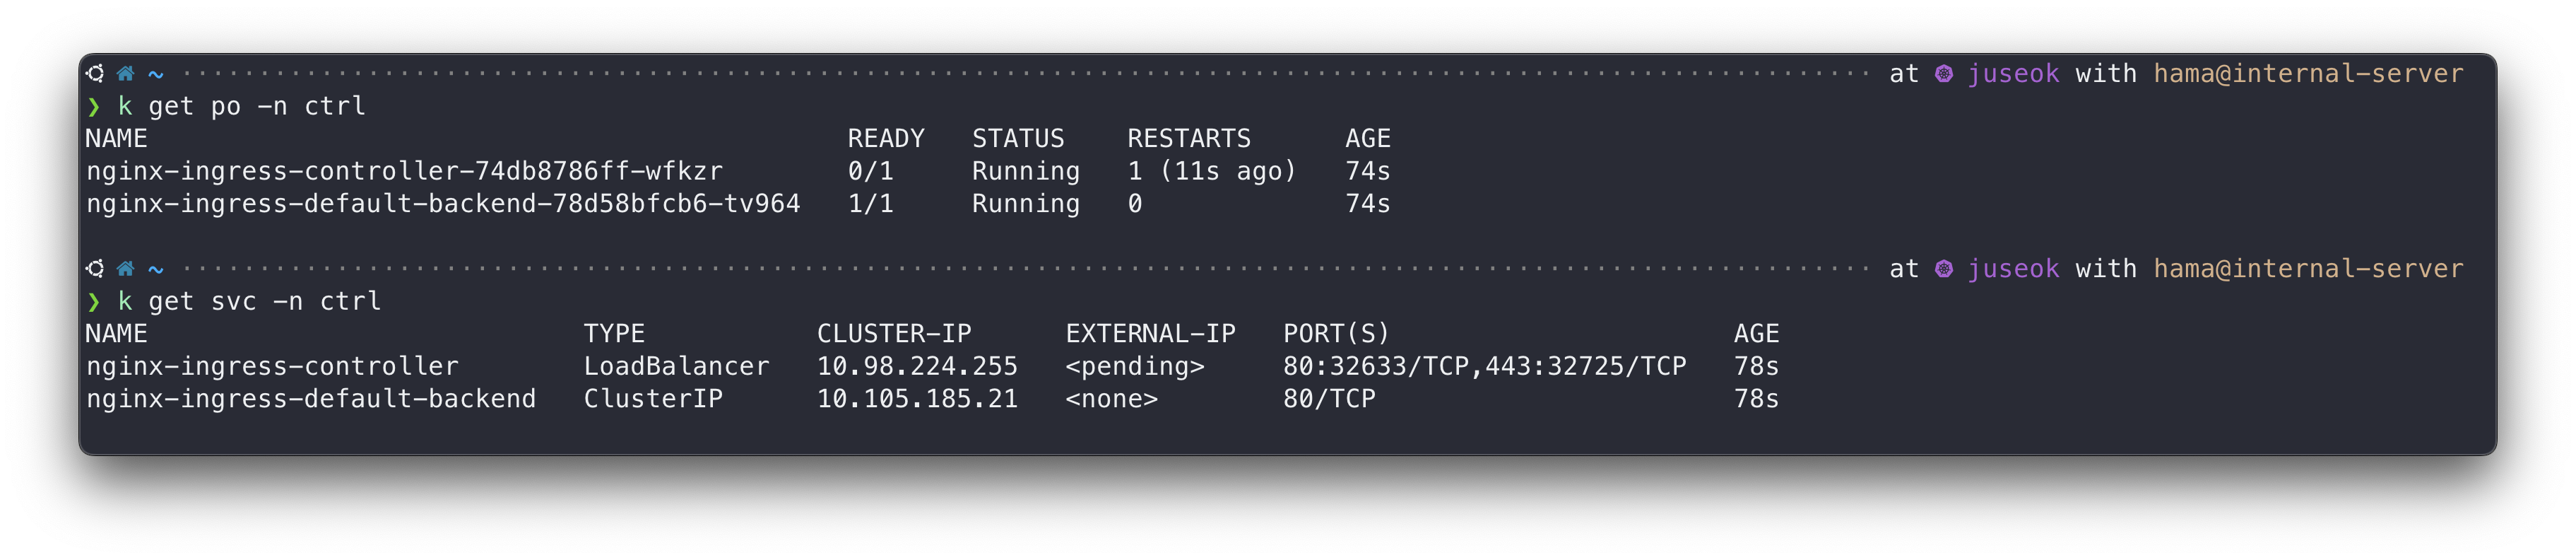 ~ at juseok with hama@internal-server
❯ k get po -n ctrl
NAME READY STATUS RESTARTS AGE
nginx-ingress-controller-74db8786ff-wfkzr 0/1 Running 1 (11s ago) 74s
nginx-ingress-default-backend-78d58bfcb6-tv964 1/1 Running 0 74s
~ at juseok with hama@internal-server
❯ k get svc -n ctrl
NAME TYPE CLUSTER-IP EXTERNAL-IP PORT(S) AGE
nginx-ingress-controller LoadBalancer 10.98.224.255 <pending> 80:32633/TCP,443:32725/TCP 78s
nginx-ingress-default-backend ClusterIP 10.105.185.21 <none> 80/TCP 78s